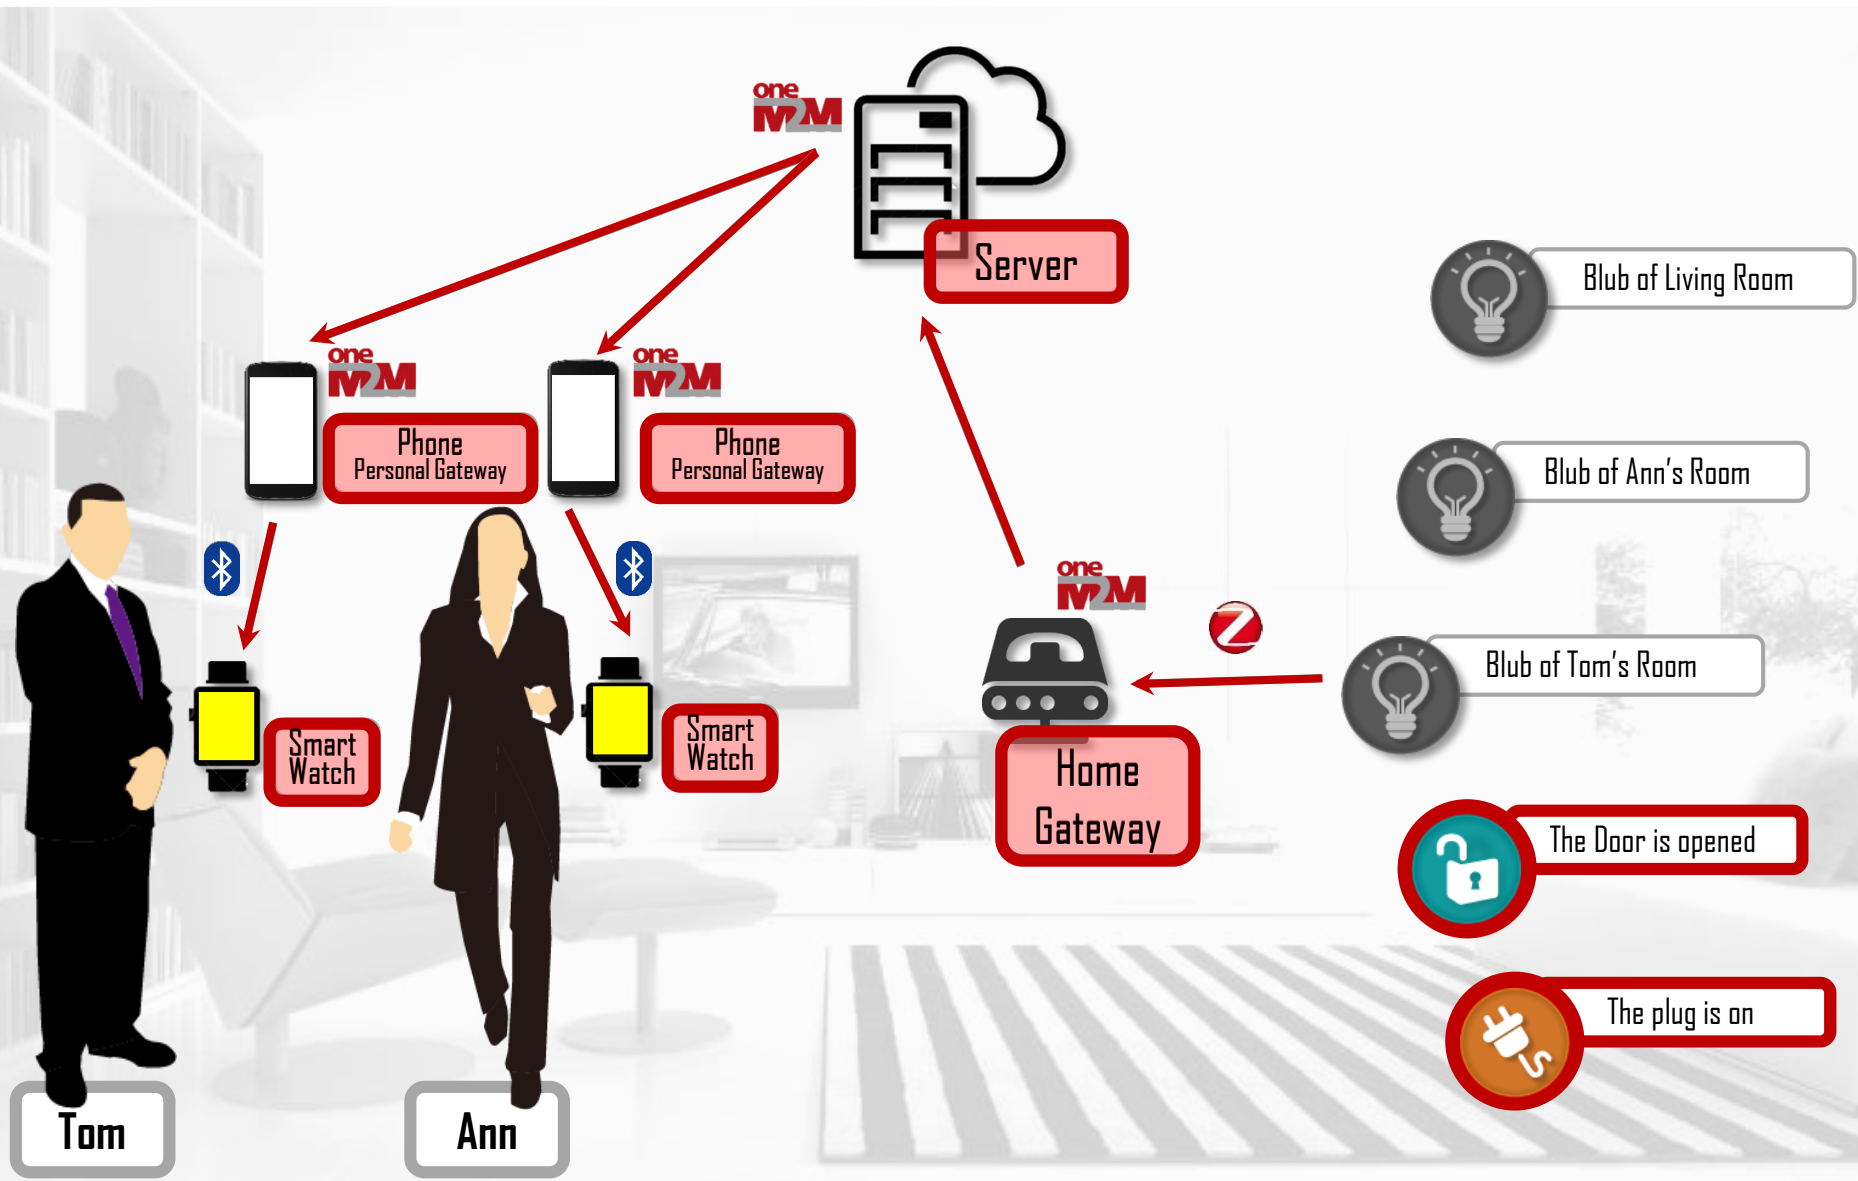 one
M2M
Server
Blub of Living Room
one
M2M
one
M2M
Phone
Personal Gateway
Phone
Personal Gateway
Blub of Ann's Room
one
M2M
Blub of Tom's Room
Smart
Watch
Smart
Watch
Home
Gateway
The Door is opened
The plug is on
Tom
Ann